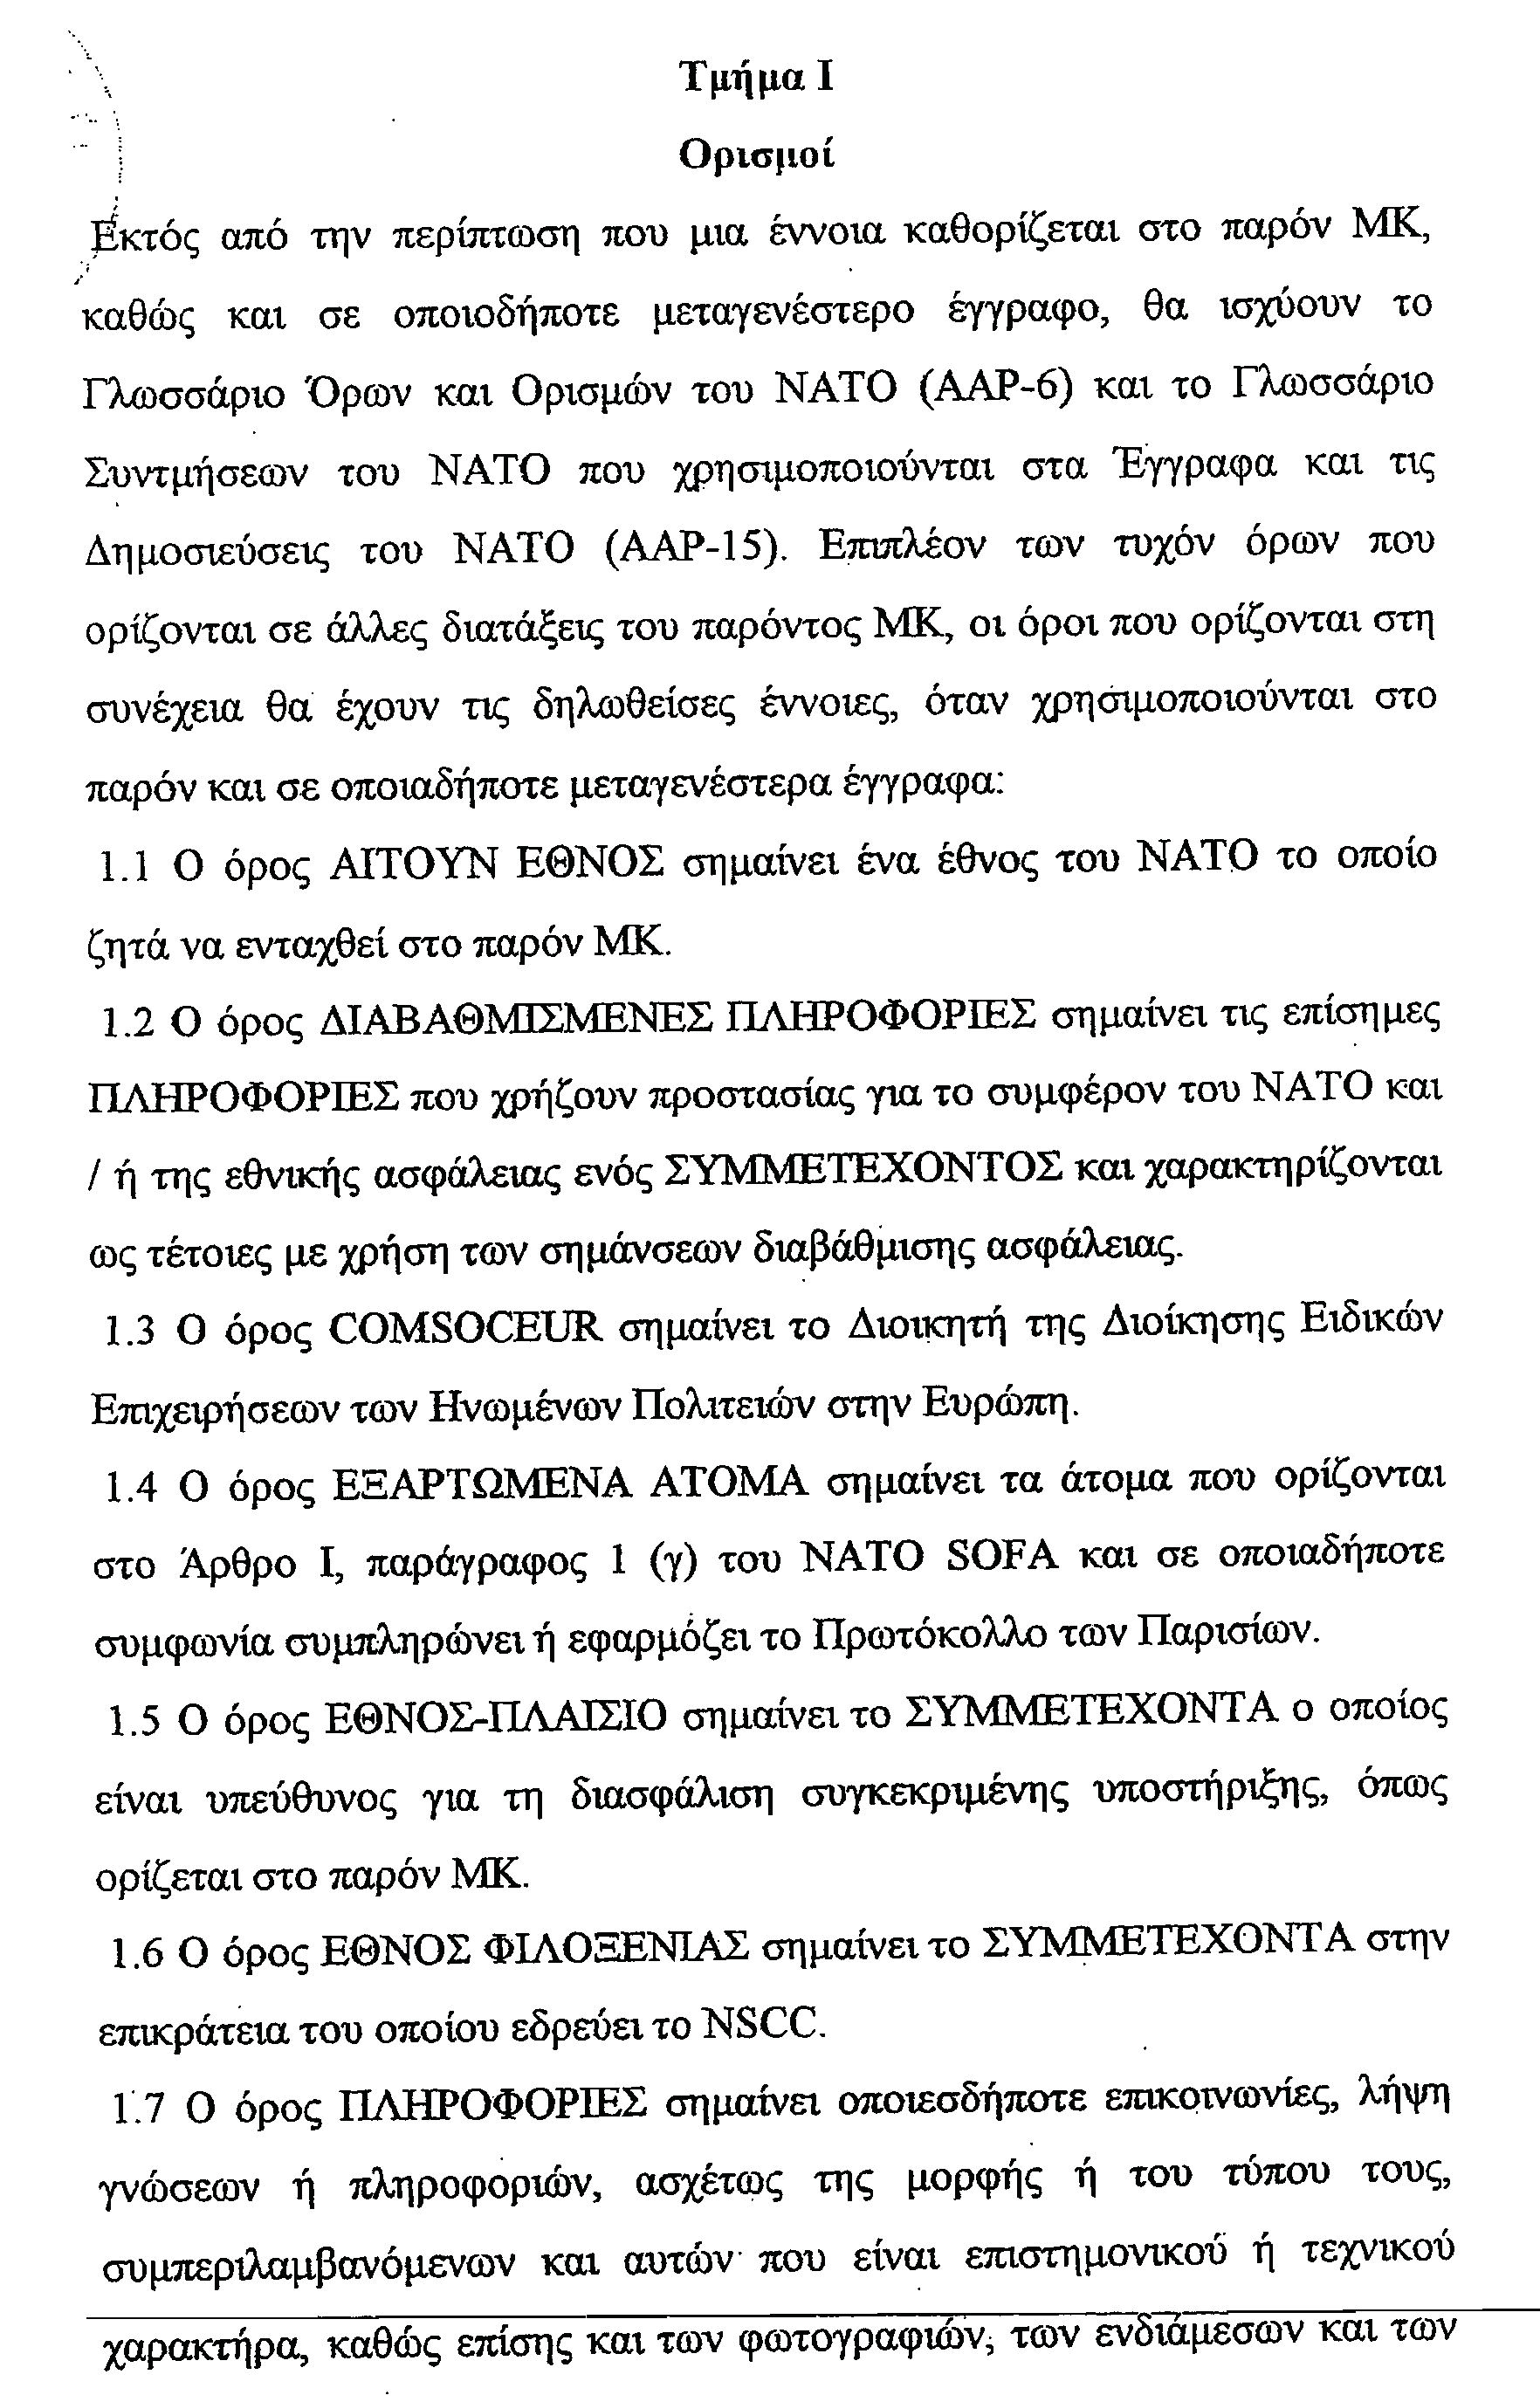 Τμήμα Ι
Ορισμοί
Εκτός από την περίπτωση που μια έννοια καθορίζεται στο παρόν ΜΚ,
καθώς και σε οποιοδήποτε μεταγενέστερο έγγραφο, θα ισχύουν το
Γλωσσάριο Όρων και Ορισμών του ΝΑΤΟ (ΑΑΡ-6) και το Γλωσσάριο
Συντμήσεων του ΝΑΤΟ που χρησιμοποιούνται στα Έγγραφα και τις
Δημοσιεύσεις του ΝΑΤΟ (ΑΑΡ-15). Επιπλέον των τυχόν όρων που
ορίζονται σε άλλες διατάξεις του παρόντος ΜΚ, οι όροι που ορίζονται στη
συνέχεια θα έχουν τις δηλωθείσες έννοιες, όταν χρησιμοποιούνται στο
παρόν και σε οποιαδήποτε μεταγενέστερα έγγραφα:
1.1 Ο όρος ΑΙΤΟΥΝ ΕΘΝΟΣ σημαίνει ένα έθνος του ΝΑΤΟ το οποίο
ζητά να ενταχθεί στο παρόν ΜΚ.
1.2 Ο όρος ΔΙΑΒΑΘΜΙΣΜΕΝΕΣ ΠΛΗΡΟΦΟΡΙΕΣ σημαίνει τις επίσημες
ΠΛΗΡΟΦΟΡΙΕΣ που χρήζουν προστασίας για το συμφέρον του ΝΑΤΟ και
/ ή της εθνικής ασφάλειας ενός ΣΥΜΜΕΤΕΧΟΝΤΟΣ και χαρακτηρίζονται
ως τέτοιες με χρήση των σημάνσεων διαβάθμισης ασφάλειας.
1.3 Ο όρος COMSOCEUR σημαίνει το Διοικητή της Διοίκησης Ειδικών
Επιχειρήσεων των Ηνωμένων Πολιτειών στην Ευρώπη.
1.4 Ο όρος ΕΞΑΡΤΩΜΕΝΑ ΑΤΟΜΑ σημαίνει τα άτομα που ορίζονται
στο Άρθρο Ι, παράγραφος 1 (γ) του ΝΑΤΟ SOFA και σε οποιαδήποτε
συμφωνία συμπληρώνει ή εφαρμόζει το Πρωτόκολλο των Παρισίων.
1.5 Ο όρος ΕΘΝΟΣ-ΠΛΑΙΣΙΟ σημαίνει το ΣΥΜΜΕΤΕΧΟΝΤΑ ο οποίος
είναι υπεύθυνος για τη διασφάλιση συγκεκριμένης υποστήριξης, όπως
ορίζεται στο παρόν ΜΚ.
1.6 Ο όρος ΕΘΝΟΣ ΦΙΛΟΞΕΝΙΑΣ σημαίνει το ΣΥΜΜΕΤΕΧΟΝΤΑ στην
επικράτεια του οποίου εδρεύει το NSCC.
1.7 Ο όρος ΠΛΗΡΟΦΟΡΙΕΣ σημαίνει οποιεσδήποτε επικοινωνίες, λήψη
γνώσεων ή πληροφοριών, ασχέτως της μορφής ή του τύπου τους,
συμπεριλαμβανόμενων και αυτών που είναι επιστημονικού ή τεχνικού
χαρακτήρα, καθώς επίσης και των φωτογραφιών, των ενδιάμεσων και των